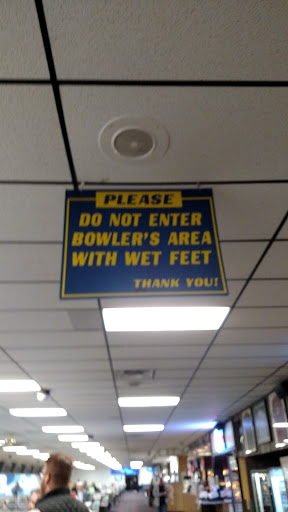 PLEASE
DO NOT ENTER
BOWLER'S AREA
WITH WET FEET
THANK YOU!